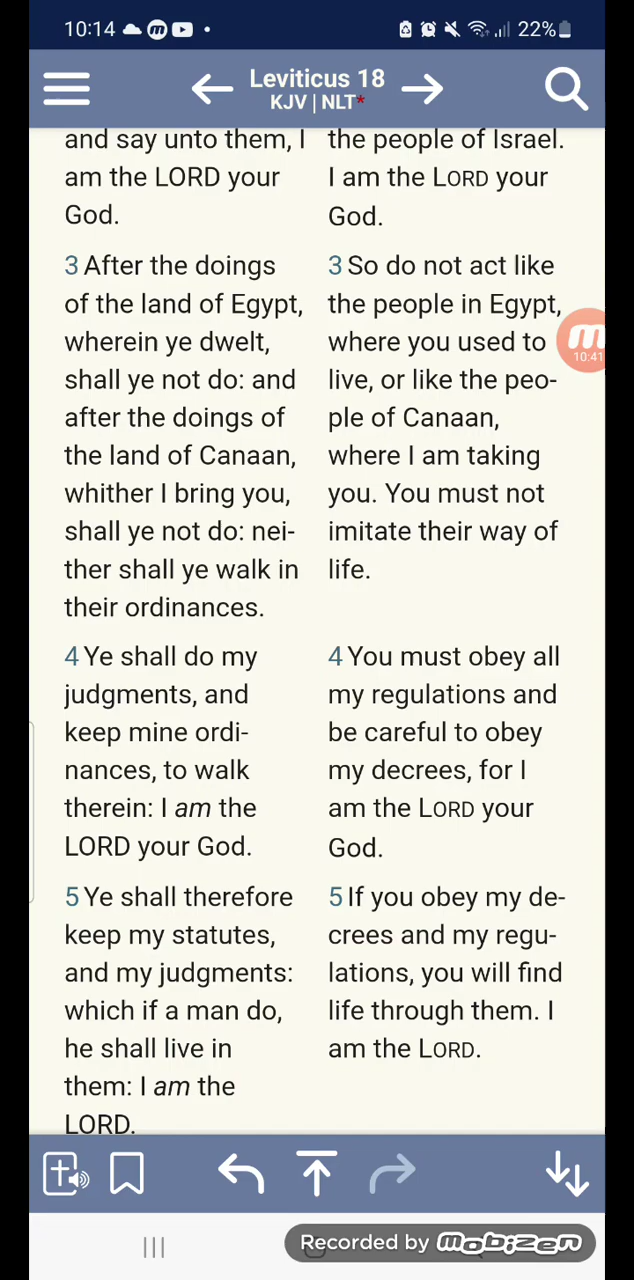 10:14
22%
Leviticus 18
KJV | NLT*
and say unto them, I
am the LORD your
God.
3 After the doings
of the land of Egypt,
wherein ye dwelt,
shall ye not do: and
after the doings of
the land of Canaan,
whither I bring you,
shall ye not do: nei-
ther shall ye walk in
their ordinances.
4 Ye shall do my
judgments, and
keep mine ordi-
nances, to walk
therein: I am the
LORD your God.
5 Ye shall therefore
keep my statutes,
and my judgments:
which if a man do,
he shall live in
them: I am the
LORD.
the people of Israel.
I am the LORD your
God.
3 So do not act like
the people in Egypt,
where you used to
live, or like the peo-
ple of Canaan,
where I am taking
you. You must not
imitate their way of
life.
4 You must obey all
my regulations and
be careful to obey
my decrees, for I
am the LORD your
God.
5 If you obey my de-
crees and my regu-
lations, you will find
life through them. I
am the LORD.
m
10:41
Recorded by mobizen